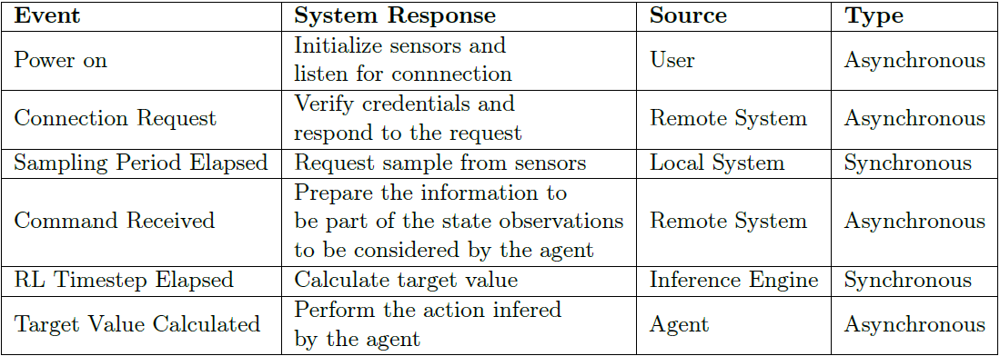 Event System Response Source Type
Power on Initialize sensors and listen for connnection User Asynchronous
Connection Request Verify credentials and respond to the request Remote System Asynchronous
Sampling Period Elapsed Request sample from sensors Local System Synchronous
Command Received Prepare the information to be part of the state observations to be considered by the agent Remote System Asynchronous
RL Timestep Elapsed Calculate target value Inference Engine Synchronous
Target Value Calculated Perform the action infered by the agent Agent Asynchronous